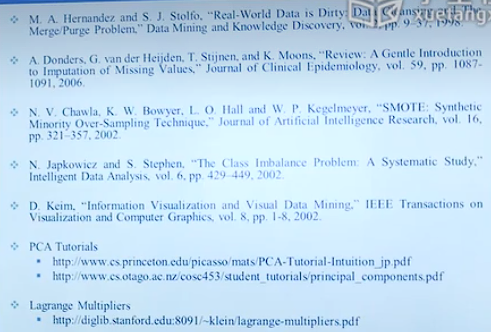 M. A. Hernandez and S. J. Stolfo, “Real-World Data is Dirty: Data Cleansing and The
Merge/Purge Problem,” Data Mining and Knowledge Discovery, vol. pp. 9-37, 1998.
A. Donders, G. van der Heijden, T. Stijnen, and K. Moons, “Review: A Gentle Introduction
to Imputation of Missing Values,” Journal of Clinical Epidemiology, vol. 59, pp. 1087-
1091, 2006.
N. V. Chawla, K. W. Bowyer, L. O. Hall and W. P. Kegelmeyer, “SMOTE: Synthetic
Minority Over-Sampling Technique,” Journal of Artificial Intelligence Research, vol. 16,
pp. 321–357, 2002.
N. Japkowicz and S. Stephen, “The Class Imbalance Problem: A Systematic Study,”
Intelligent Data Analysis, vol. 6, pp. 429–449, 2002.
D. Keim, “Information Visualization and Visual Data Mining,” IEEE Transactions on
Visualization and Computer Graphics, vol. 8, pp. 1-8, 2002.
PCA Tutorials
http://www.cs.princeton.edu/picasso/mats/PCA-Tutorial-Intuition_jp.pdf
http://www.cs.otago.ac.nz/cosc453/student_tutorials/principal_components.pdf
Lagrange Multipliers
http://diglib.stanford.edu:8091/~klein/lagrange-multipliers.pdf